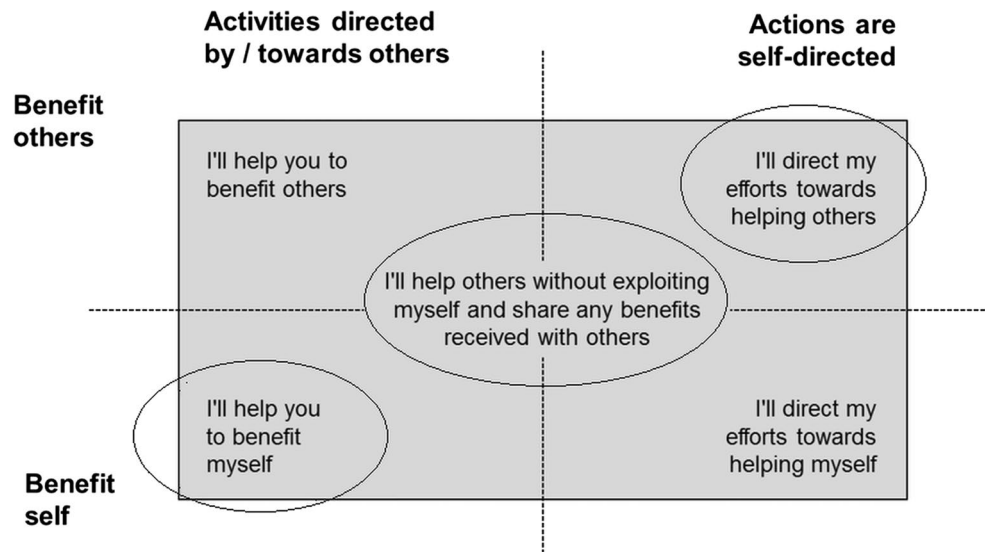 Activities directed
by / towards others
Actions are
self-directed
Benefit
others
I'll help you to
benefit others
I'll direct my
efforts towards
helping others
I'll help others without exploiting
myself and share any benefits
received with others
I'll help you
to benefit
myself
I'll direct my
efforts towards
helping myself
Benefit
self